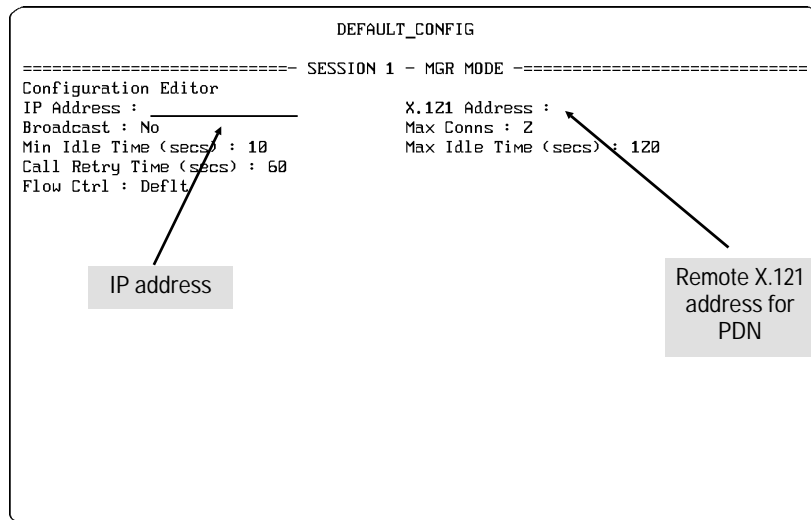 DEFAULT_CONFIG
===========================- SESSION 1 - MGR MODE -=============================
Configuration Editor
IP Address : _______________ X.121 Address :
Broadcast : No Max Conns : 2
Min Idle Time (secs) : 10 Max Idle Time (secs) : 120
Call Retry Time (secs) : 60
Flow Ctrl : Deflt
IP address
Remote X.121
address for
PDN